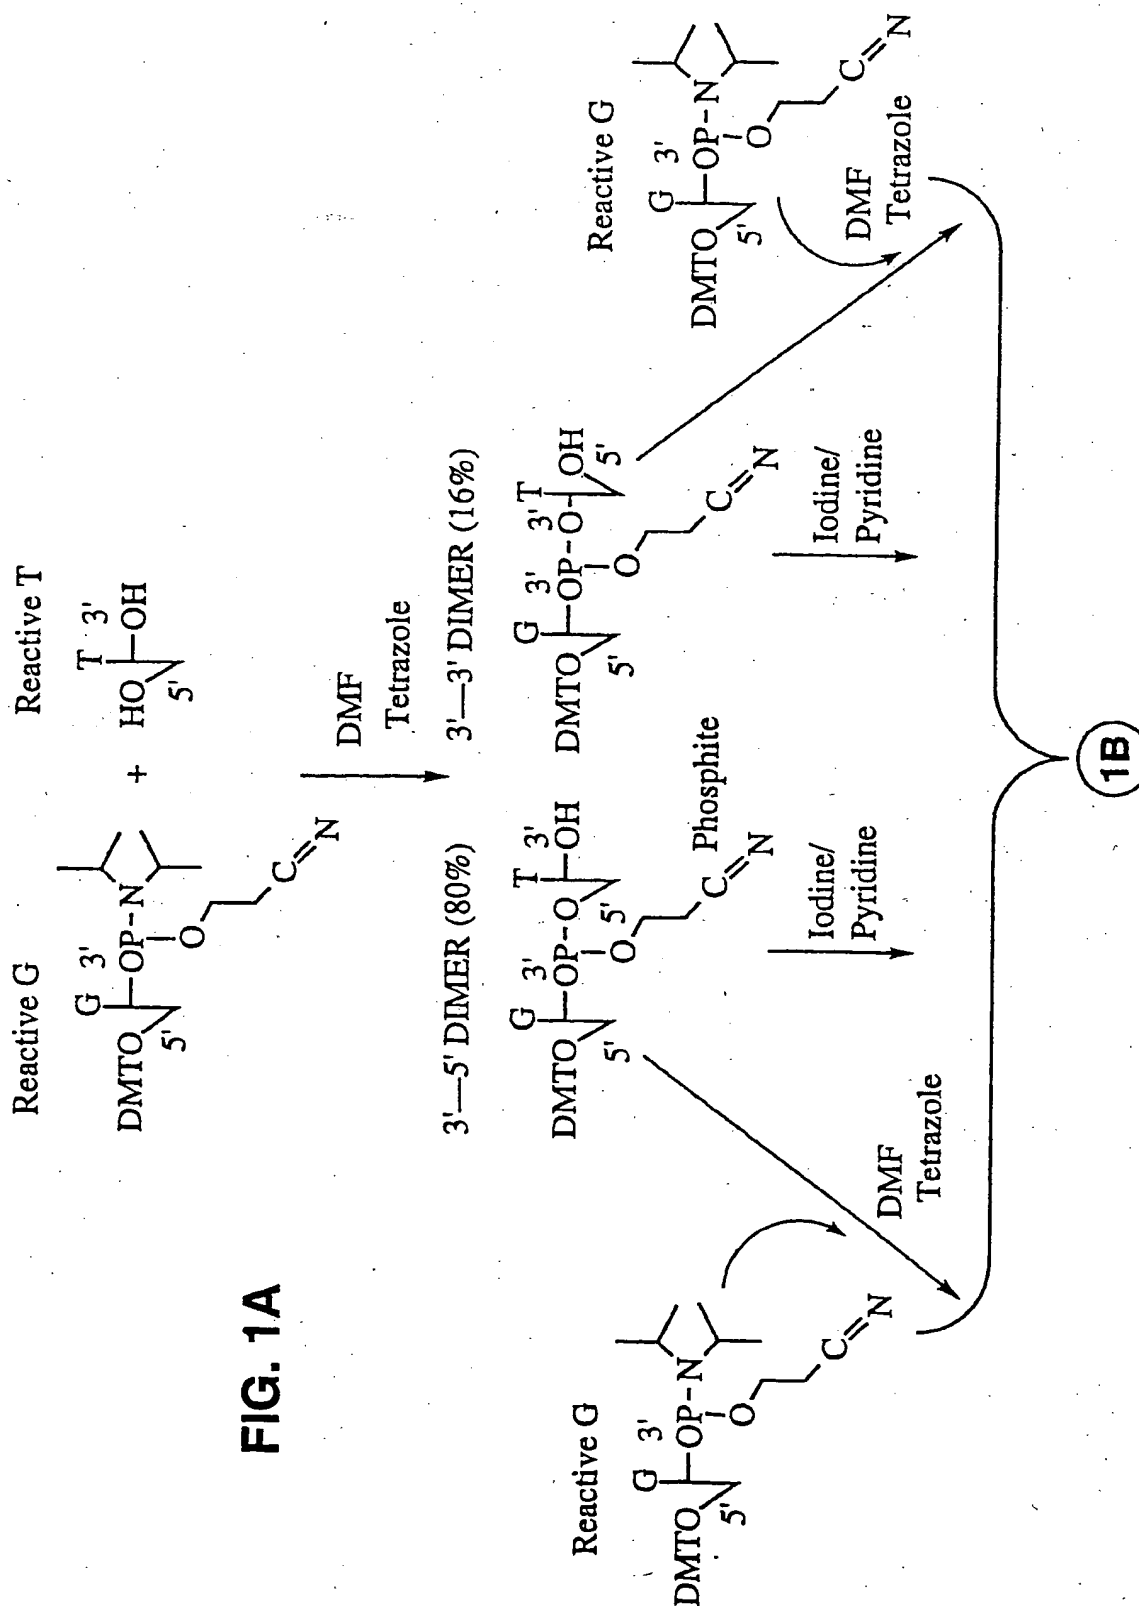 FIG. 1A
Reactive G
Reactive T
DMTO
G
3'
OP-N
5'
O
C
N
+
HO
T
3'
OH
5'
DMF
Tetrazole
3'—5' DIMER (80%)
3'—3' DIMER (16%)
DMTO
G
3'
OP-O
T
3'
OH
5'
5'
O
C
N
Phosphite
DMTO
G
3'
OP-O
3'
T
OH
5'
5'
O
C
N
Reactive G
DMTO
G
3'
OP-N
5'
O
C
N
DMF
Tetrazole
Iodine/
Pyridine
Iodine/
Pyridine
Reactive G
DMTO
G
3'
OP-N
5'
O
C
N
DMF
Tetrazole
1B